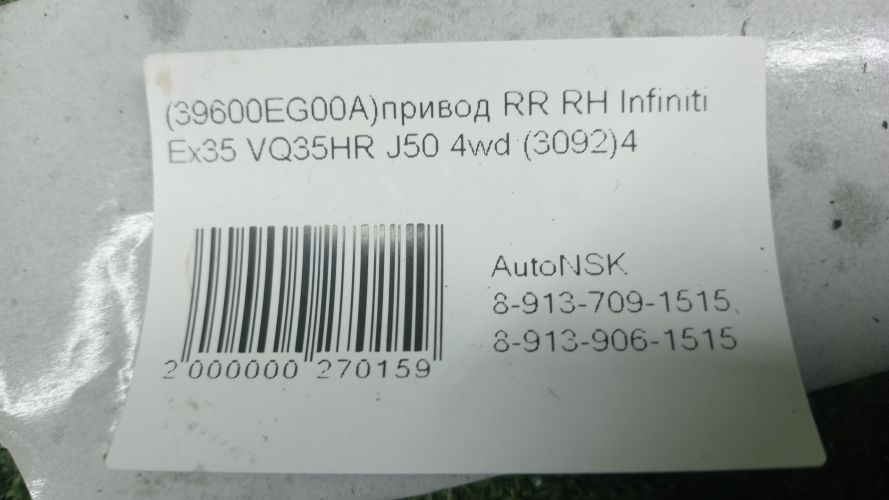 (39600EG00A)привод RR RH Infiniti
Ex35 VQ35HR J50 4wd (3092)4
AutoNSK
8-913-709-1515,
8-913-906-1515
2 000000 270159